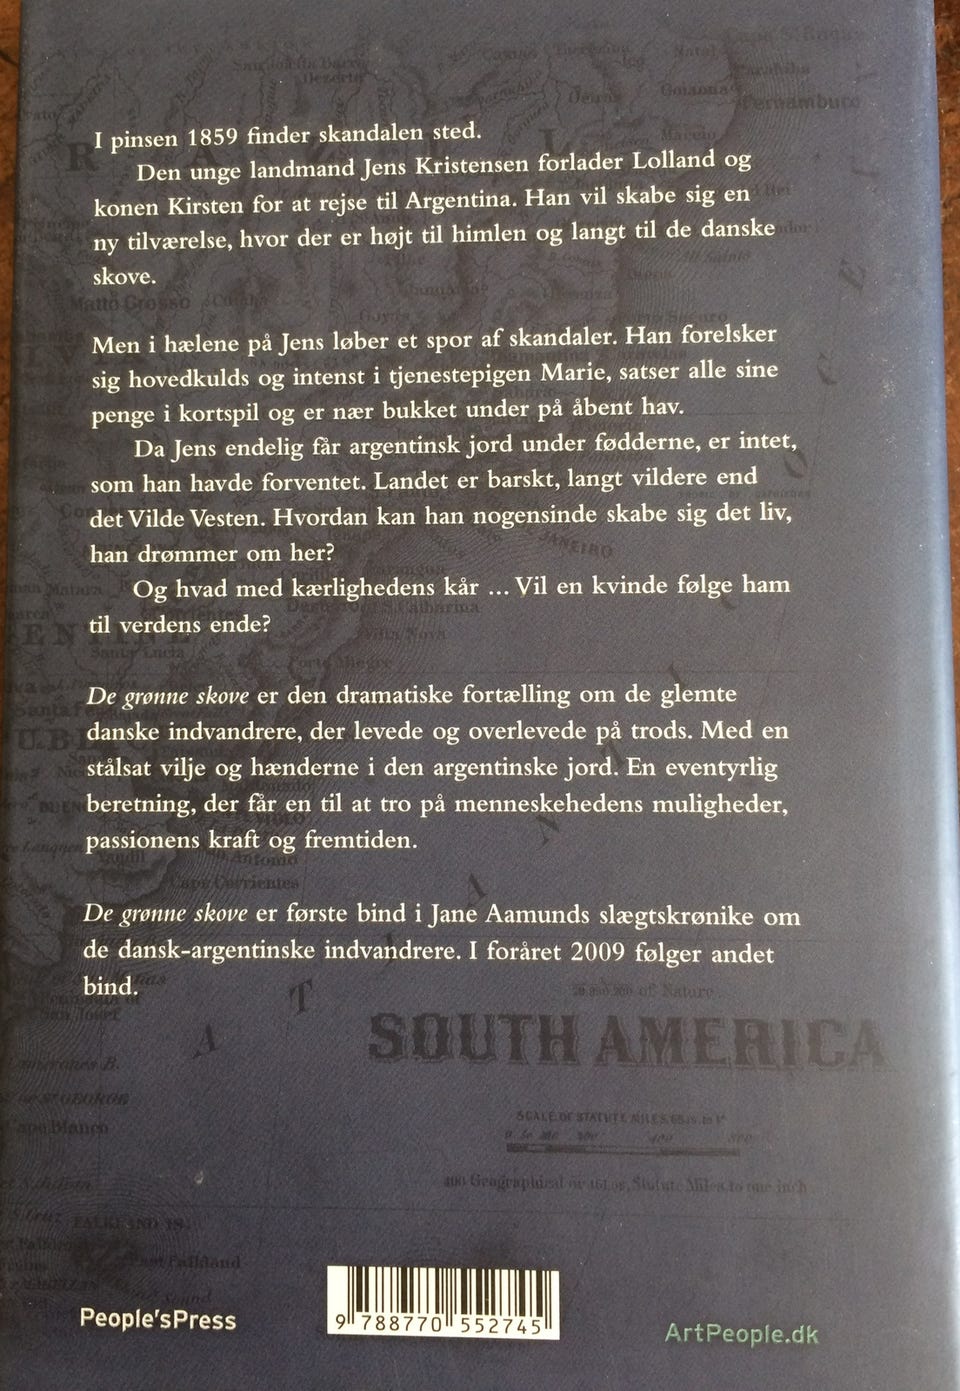 I pinsen 1859 finder skandalen sted.
Den unge landmand Jens Kristensen forlader Lolland og
konen Kirsten for at rejse til Argentina. Han vil skabe sig en
ny tilværelse, hvor der er højt til himlen og langt til de danske
skove.
Men i hælene på Jens løber et spor af skandaler. Han forelsker
sig hovedkulds og intenst i tjenestepigen Marie, satser alle sine
penge i kortspil og er nær bukket under på åbent hav.
Da Jens endelig får argentinsk jord under fødderne, er intet,
som han havde forventet. Landet er barskt, langt vildere end
det Vilde Vesten. Hvordan kan han nogensinde skabe sig det liv,
han drømmer om her?
Og hvad med kærlighedens kår ... Vil en kvinde følge ham
til verdens ende?
De grønne skove er den dramatiske fortælling om de glemte
danske indvandrere, der levede og overlevede på trods. Med en
stålsat vilje og hænderne i den argentinske jord. En eventyrlig
beretning, der får en til at tro på menneskehedens muligheder,
passionens kraft og fremtiden.
De grønne skove er første bind i Jane Aamunds slægtskrønike om
de dansk-argentinske indvandrere. I foråret 2009 følger andet
bind.
SOUTH AMERICA
People'sPress
9 788770 552745
ArtPeople.dk